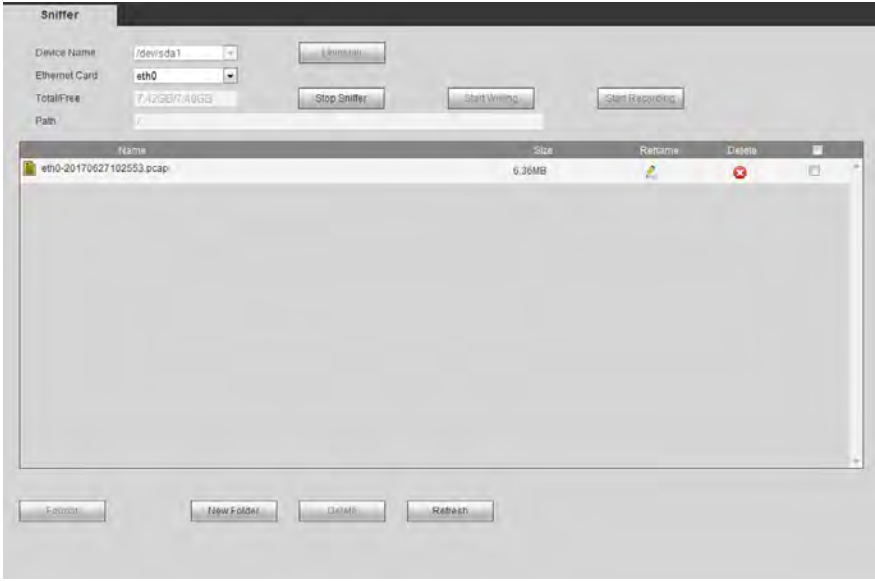 Sniffer
Device Name /dev/sda1 Uninstall
Ethernet Card eth0
Total/Free 7.42GB/7.40GB Stop Sniffer Start Writing Start Recording
Path /
Name Size Rename Delete
eth0-20170627102553.pcap 6.36MB
Format New Folder Delete Refresh